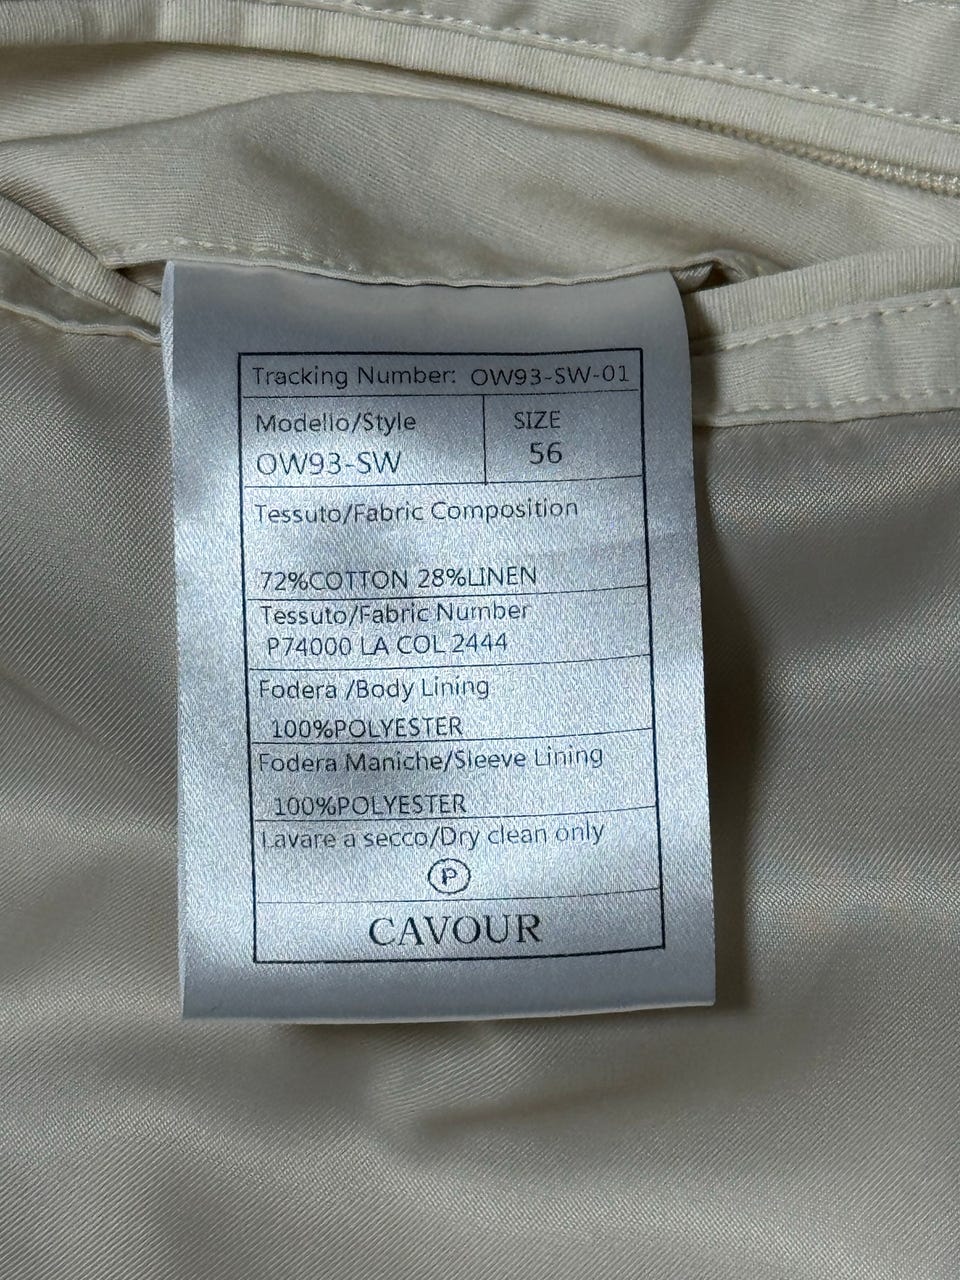 Tracking Number: OW93-SW-01
Modello/Style
OW93-SW
SIZE
56
Tessuto/Fabric Composition
72%COTTON 28%LINEN
Tessuto/Fabric Number
P74000 LA COL 2444
Fodera /Body Lining
100%POLYESTER
Fodera Maniche/Sleeve Lining
100%POLYESTER
Lavare a secco/Dry clean only
P
CAVOUR